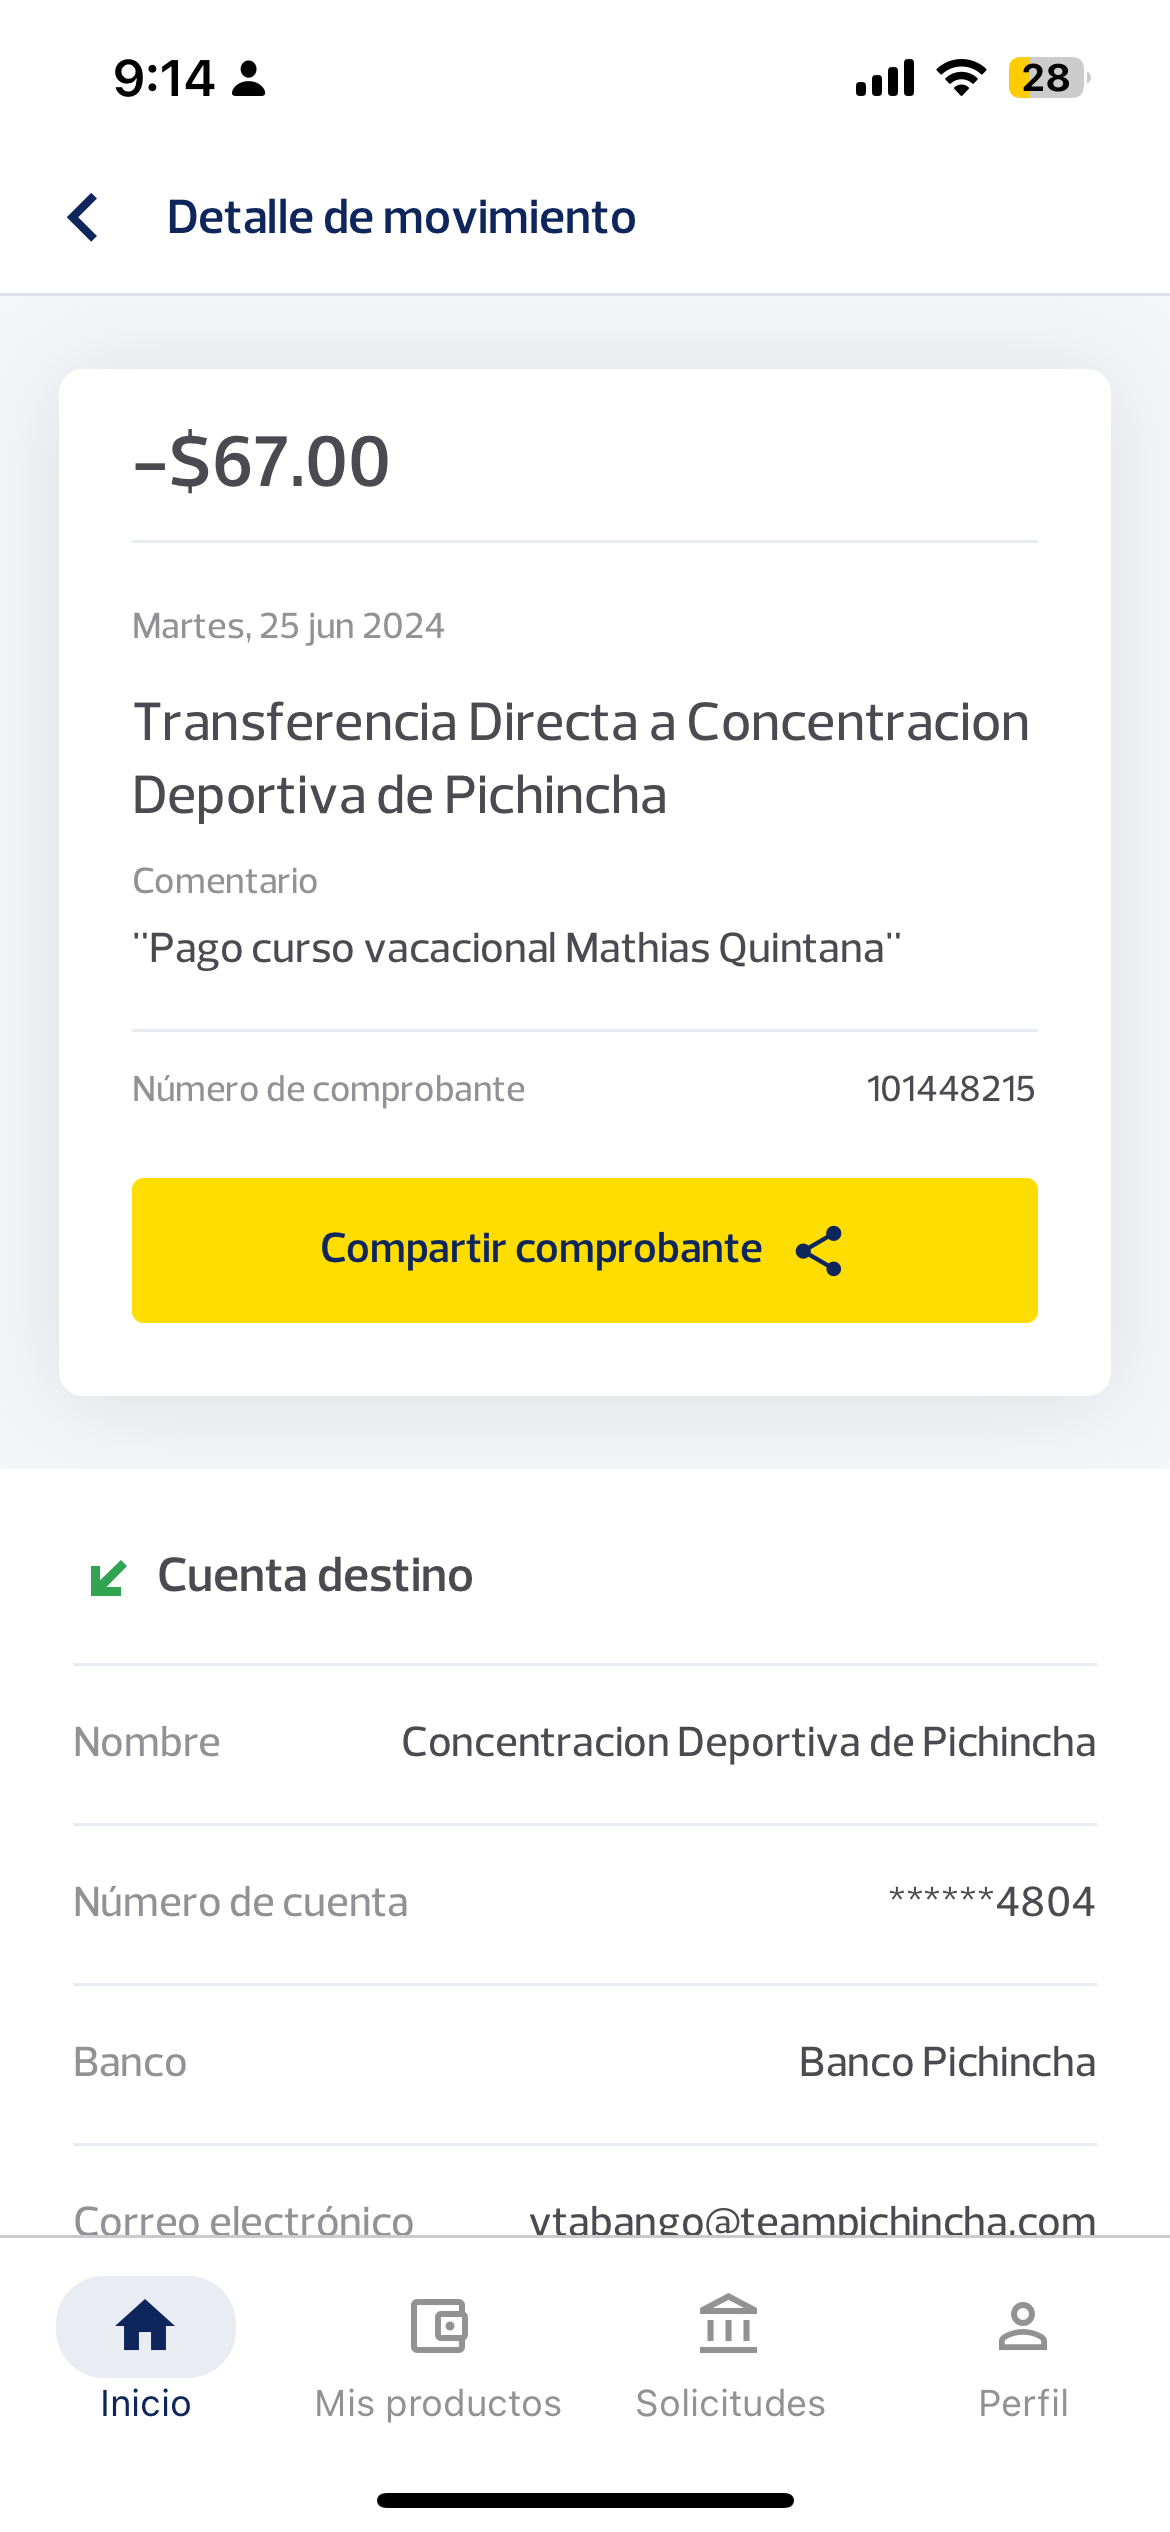 9:14
28
Detalle de movimiento
-$67.00
Martes, 25 jun 2024
Transferencia Directa a Concentracion
Deportiva de Pichincha
Comentario
"Pago curso vacacional Mathias Quintana"
Número de comprobante 101448215
Compartir comprobante
Cuenta destino
Nombre Concentracion Deportiva de Pichincha
Número de cuenta ******4804
Banco Banco Pichincha
Correo electrónico vtabango@teampichincha.com
Inicio Mis productos Solicitudes Perfil